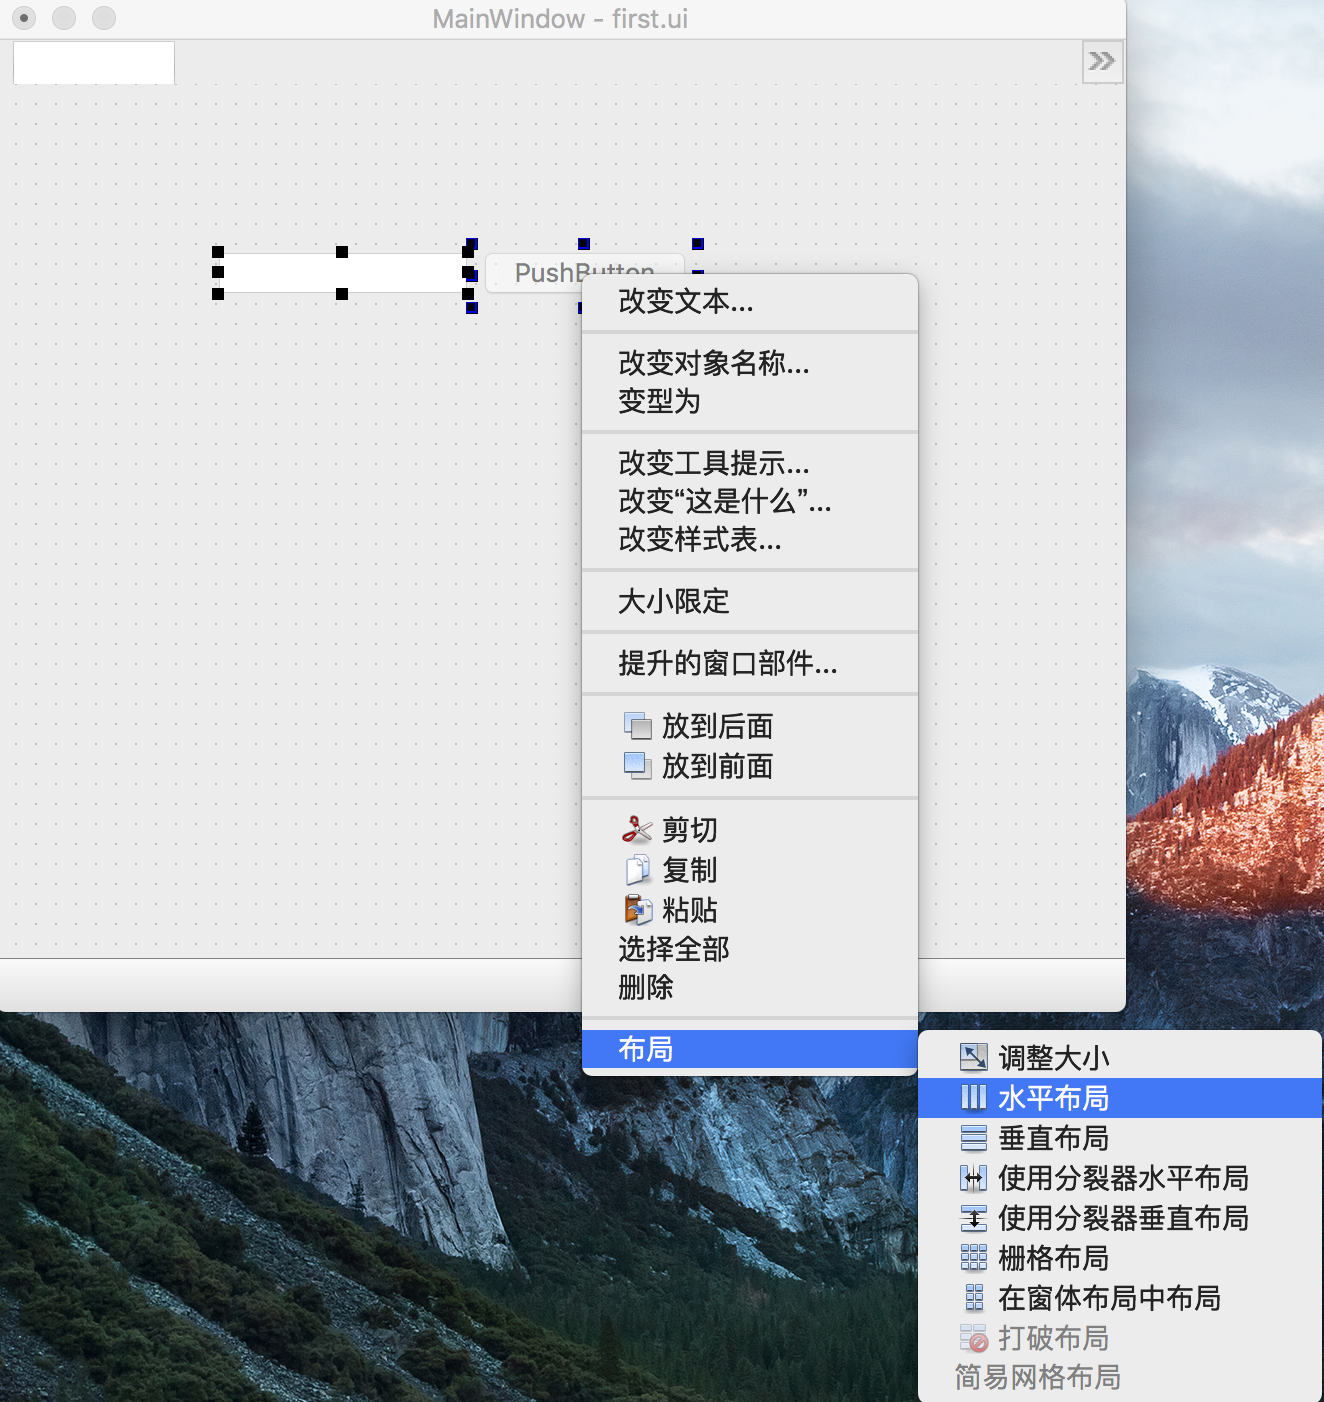 MainWindow - first.ui
PushButton
改变文本...
改变对象名称...
变型为
改变工具提示...
改变“这是什么”...
改变样式表...
大小限定
提升的窗口部件...
放到后面
放到前面
剪切
复制
粘贴
选择全部
删除
布局
调整大小
水平布局
垂直布局
使用分裂器水平布局
使用分裂器垂直布局
栅格布局
在窗体布局中布局
打破布局
简易网格布局